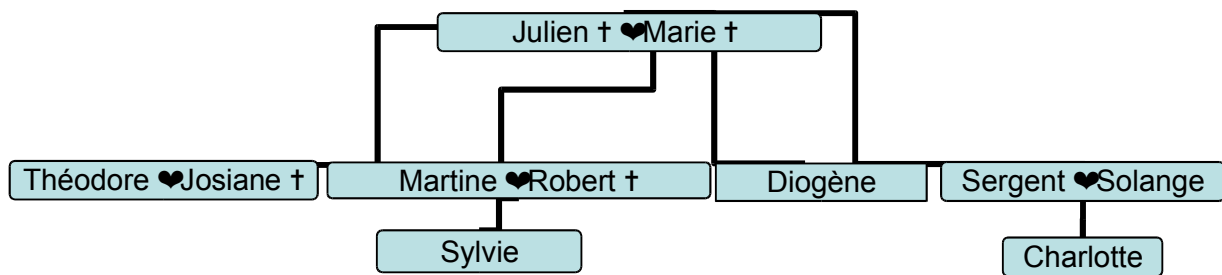 Julien † ❤Marie †
Théodore ❤Josiane †
Martine ❤Robert †
Diogène
Sergent ❤Solange
Sylvie
Charlotte